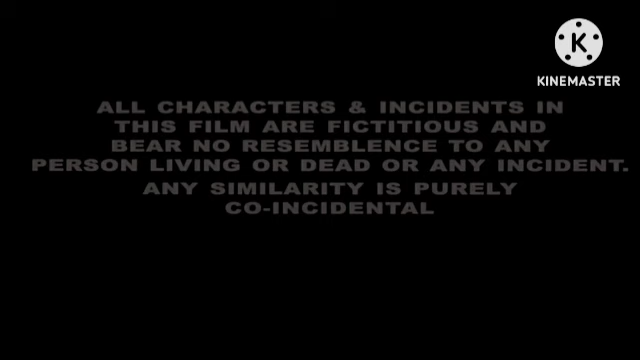 K
KINEMASTER
ALL CHARACTERS & INCIDENTS IN
THIS FILM ARE FICTITIOUS AND
BEAR NO RESEMBLENCE TO ANY
PERSON LIVING OR DEAD OR ANY INCIDENT.
ANY SIMILARITY IS PURELY
CO-INCIDENTAL